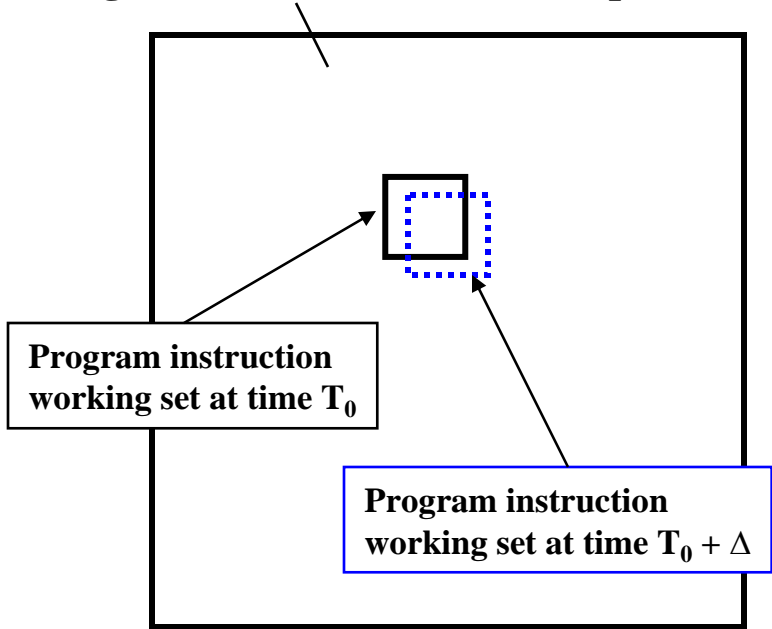 Program instruction
working set at time T₀
Program instruction
working set at time T₀ + Δ